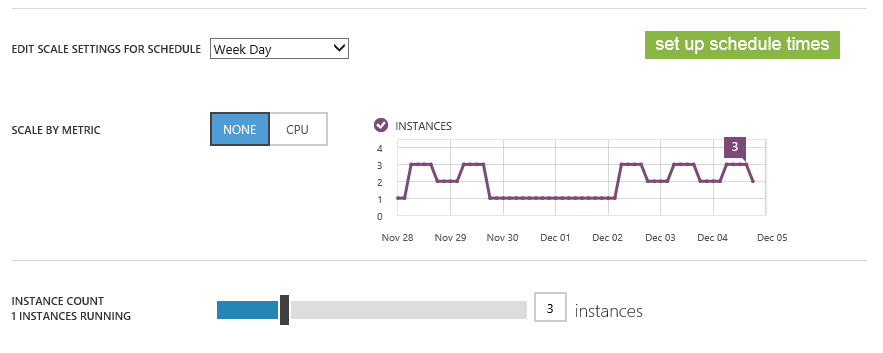 EDIT SCALE SETTINGS FOR SCHEDULE Week Day set up schedule times
SCALE BY METRIC NONE CPU INSTANCES
3
4
3
2
1
0
Nov 28 Nov 29 Nov 30 Dec 01 Dec 02 Dec 03 Dec 04 Dec 05
INSTANCE COUNT
1 INSTANCES RUNNING
3 instances